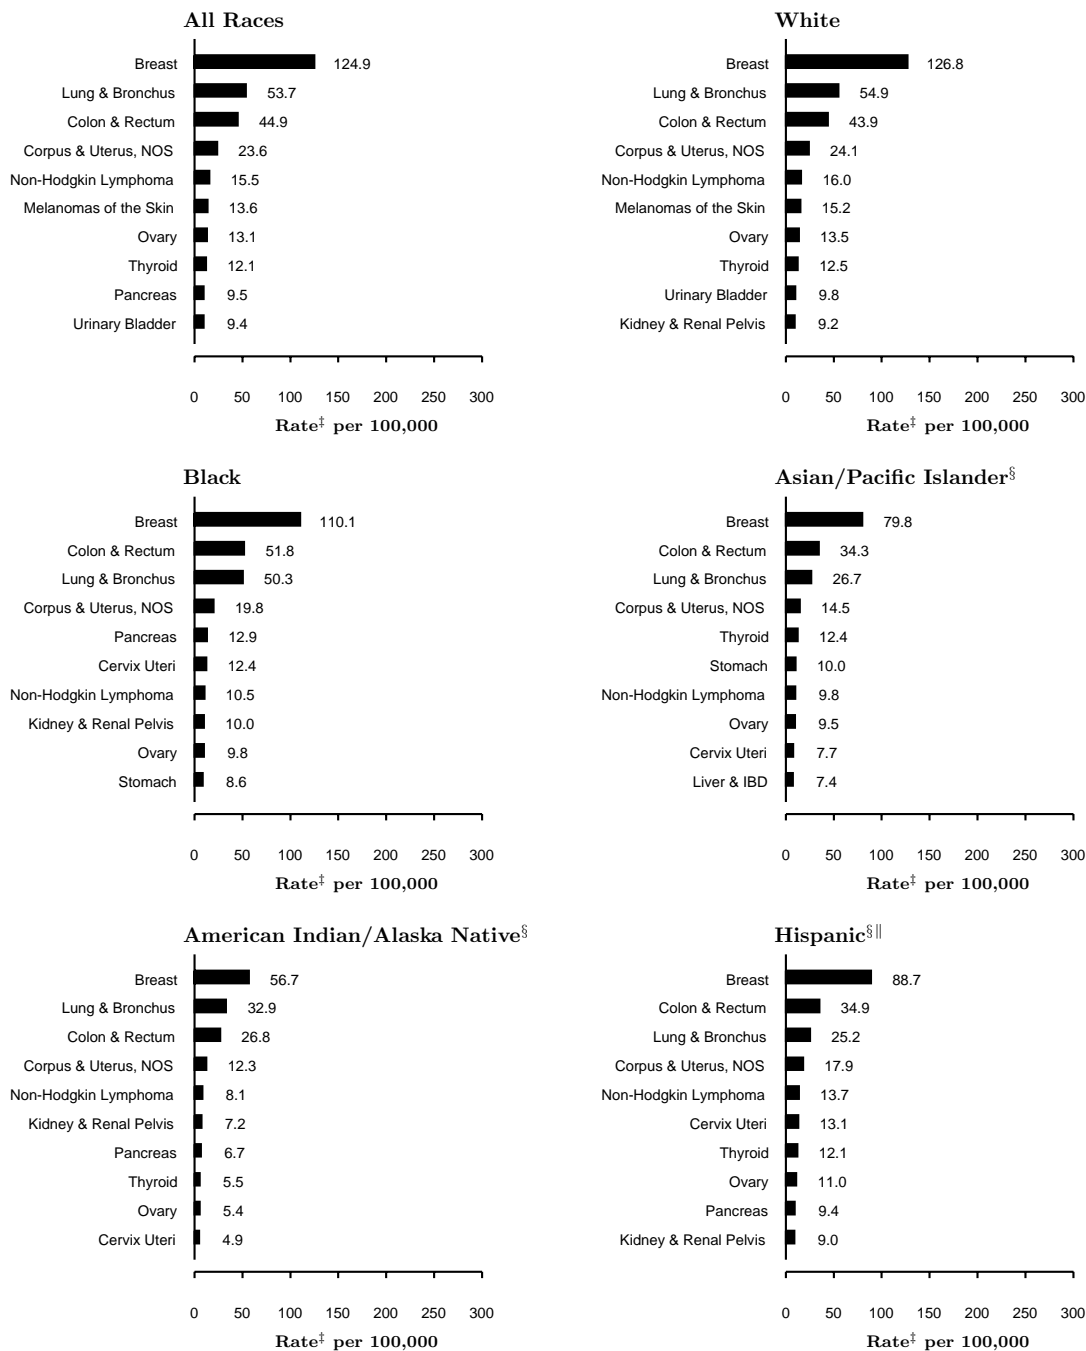 All Races
Breast 124.9
Lung & Bronchus 53.7
Colon & Rectum 44.9
Corpus & Uterus, NOS 23.6
Non-Hodgkin Lymphoma 15.5
Melanomas of the Skin 13.6
Ovary 13.1
Thyroid 12.1
Pancreas 9.5
Urinary Bladder 9.4
0 50 100 150 200 250 300
Rate‡ per 100,000
White
Breast 126.8
Lung & Bronchus 54.9
Colon & Rectum 43.9
Corpus & Uterus, NOS 24.1
Non-Hodgkin Lymphoma 16.0
Melanomas of the Skin 15.2
Ovary 13.5
Thyroid 12.5
Urinary Bladder 9.8
Kidney & Renal Pelvis 9.2
0 50 100 150 200 250 300
Rate‡ per 100,000
Black
Breast 110.1
Colon & Rectum 51.8
Lung & Bronchus 50.3
Corpus & Uterus, NOS 19.8
Pancreas 12.9
Cervix Uteri 12.4
Non-Hodgkin Lymphoma 10.5
Kidney & Renal Pelvis 10.0
Ovary 9.8
Stomach 8.6
0 50 100 150 200 250 300
Rate‡ per 100,000
Asian/Pacific Islander§
Breast 79.8
Colon & Rectum 34.3
Lung & Bronchus 26.7
Corpus & Uterus, NOS 14.5
Thyroid 12.4
Stomach 10.0
Non-Hodgkin Lymphoma 9.8
Ovary 9.5
Cervix Uteri 7.7
Liver & IBD 7.4
0 50 100 150 200 250 300
Rate‡ per 100,000
American Indian/Alaska Native§
Breast 56.7
Lung & Bronchus 32.9
Colon & Rectum 26.8
Corpus & Uterus, NOS 12.3
Non-Hodgkin Lymphoma 8.1
Kidney & Renal Pelvis 7.2
Pancreas 6.7
Thyroid 5.5
Ovary 5.4
Cervix Uteri 4.9
0 50 100 150 200 250 300
Rate‡ per 100,000
Hispanic§‖
Breast 88.7
Colon & Rectum 34.9
Lung & Bronchus 25.2
Corpus & Uterus, NOS 17.9
Non-Hodgkin Lymphoma 13.7
Cervix Uteri 13.1
Thyroid 12.1
Ovary 11.0
Pancreas 9.4
Kidney & Renal Pelvis 9.0
0 50 100 150 200 250 300
Rate‡ per 100,000